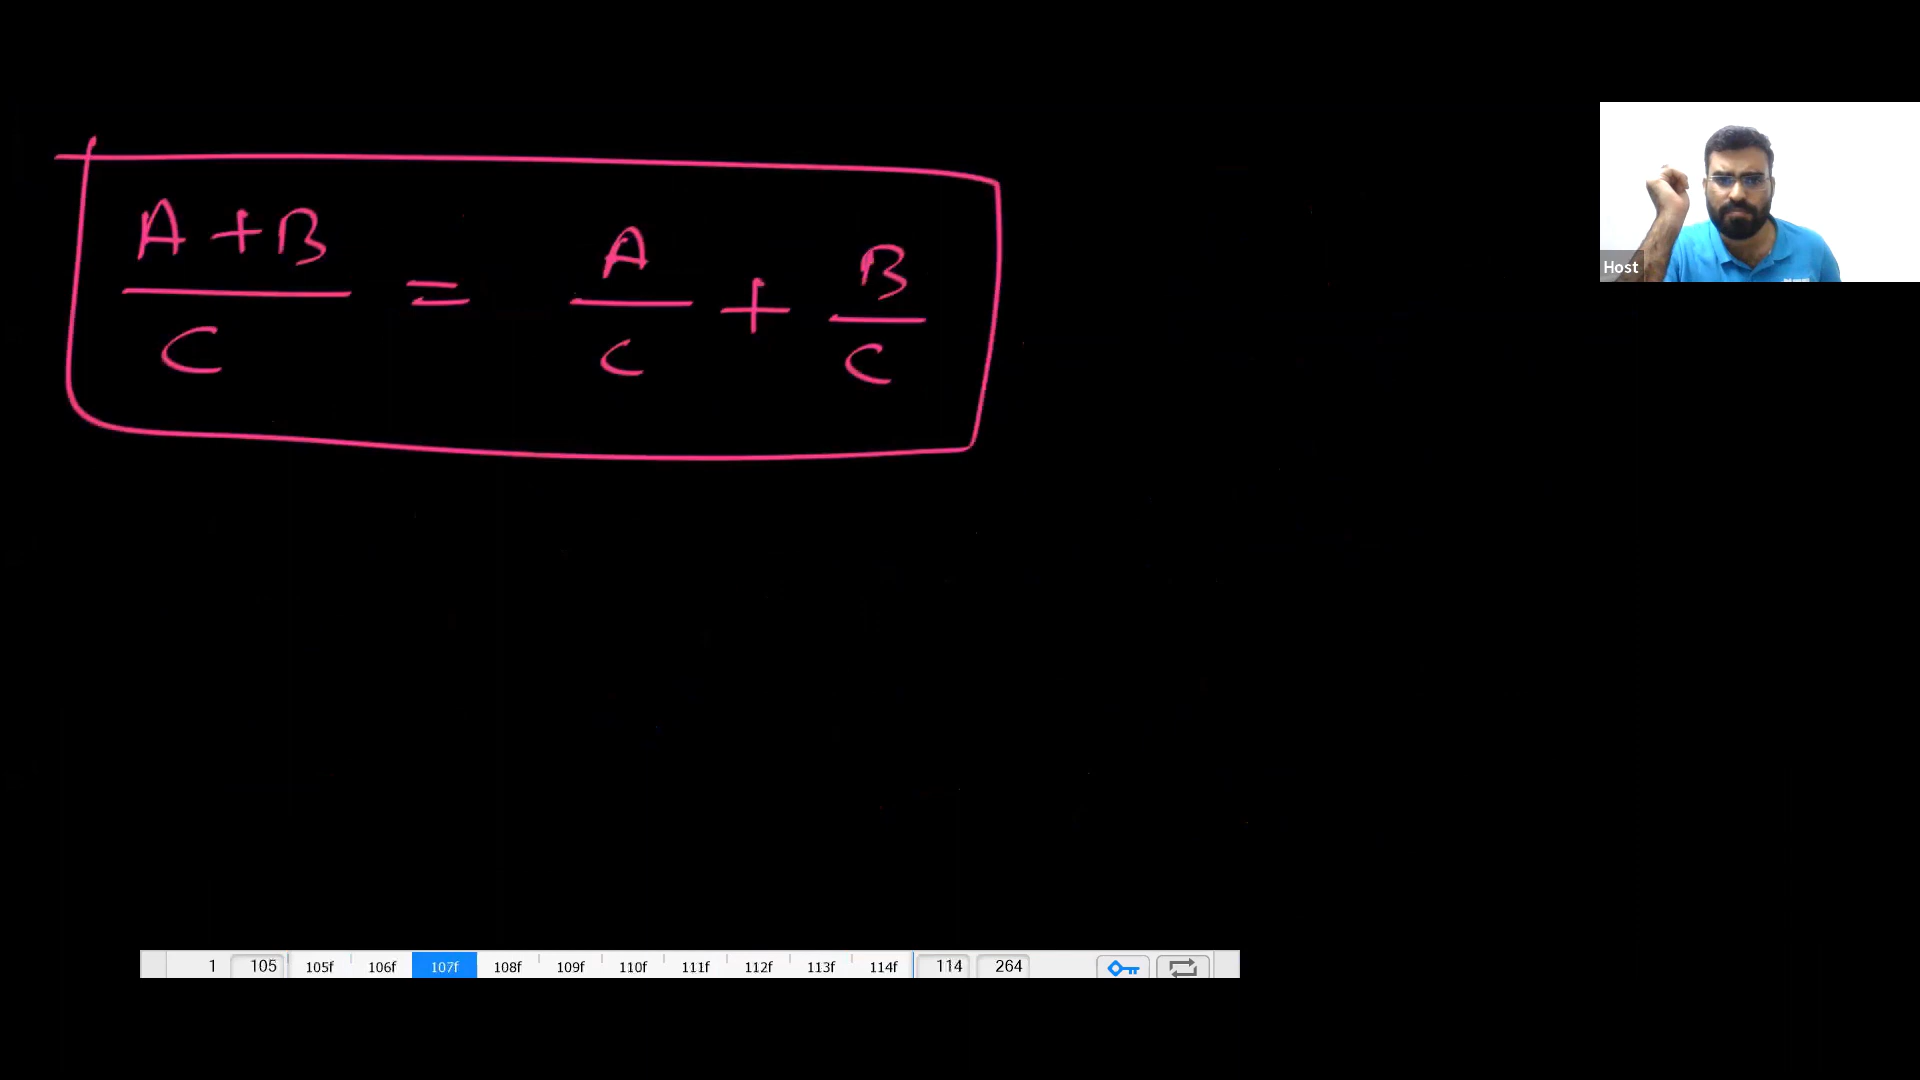 A + B / C = A / C + B / C
Host
1 105 105f 106f 107f 108f 109f 110f 111f 112f 113f 114f 114 264